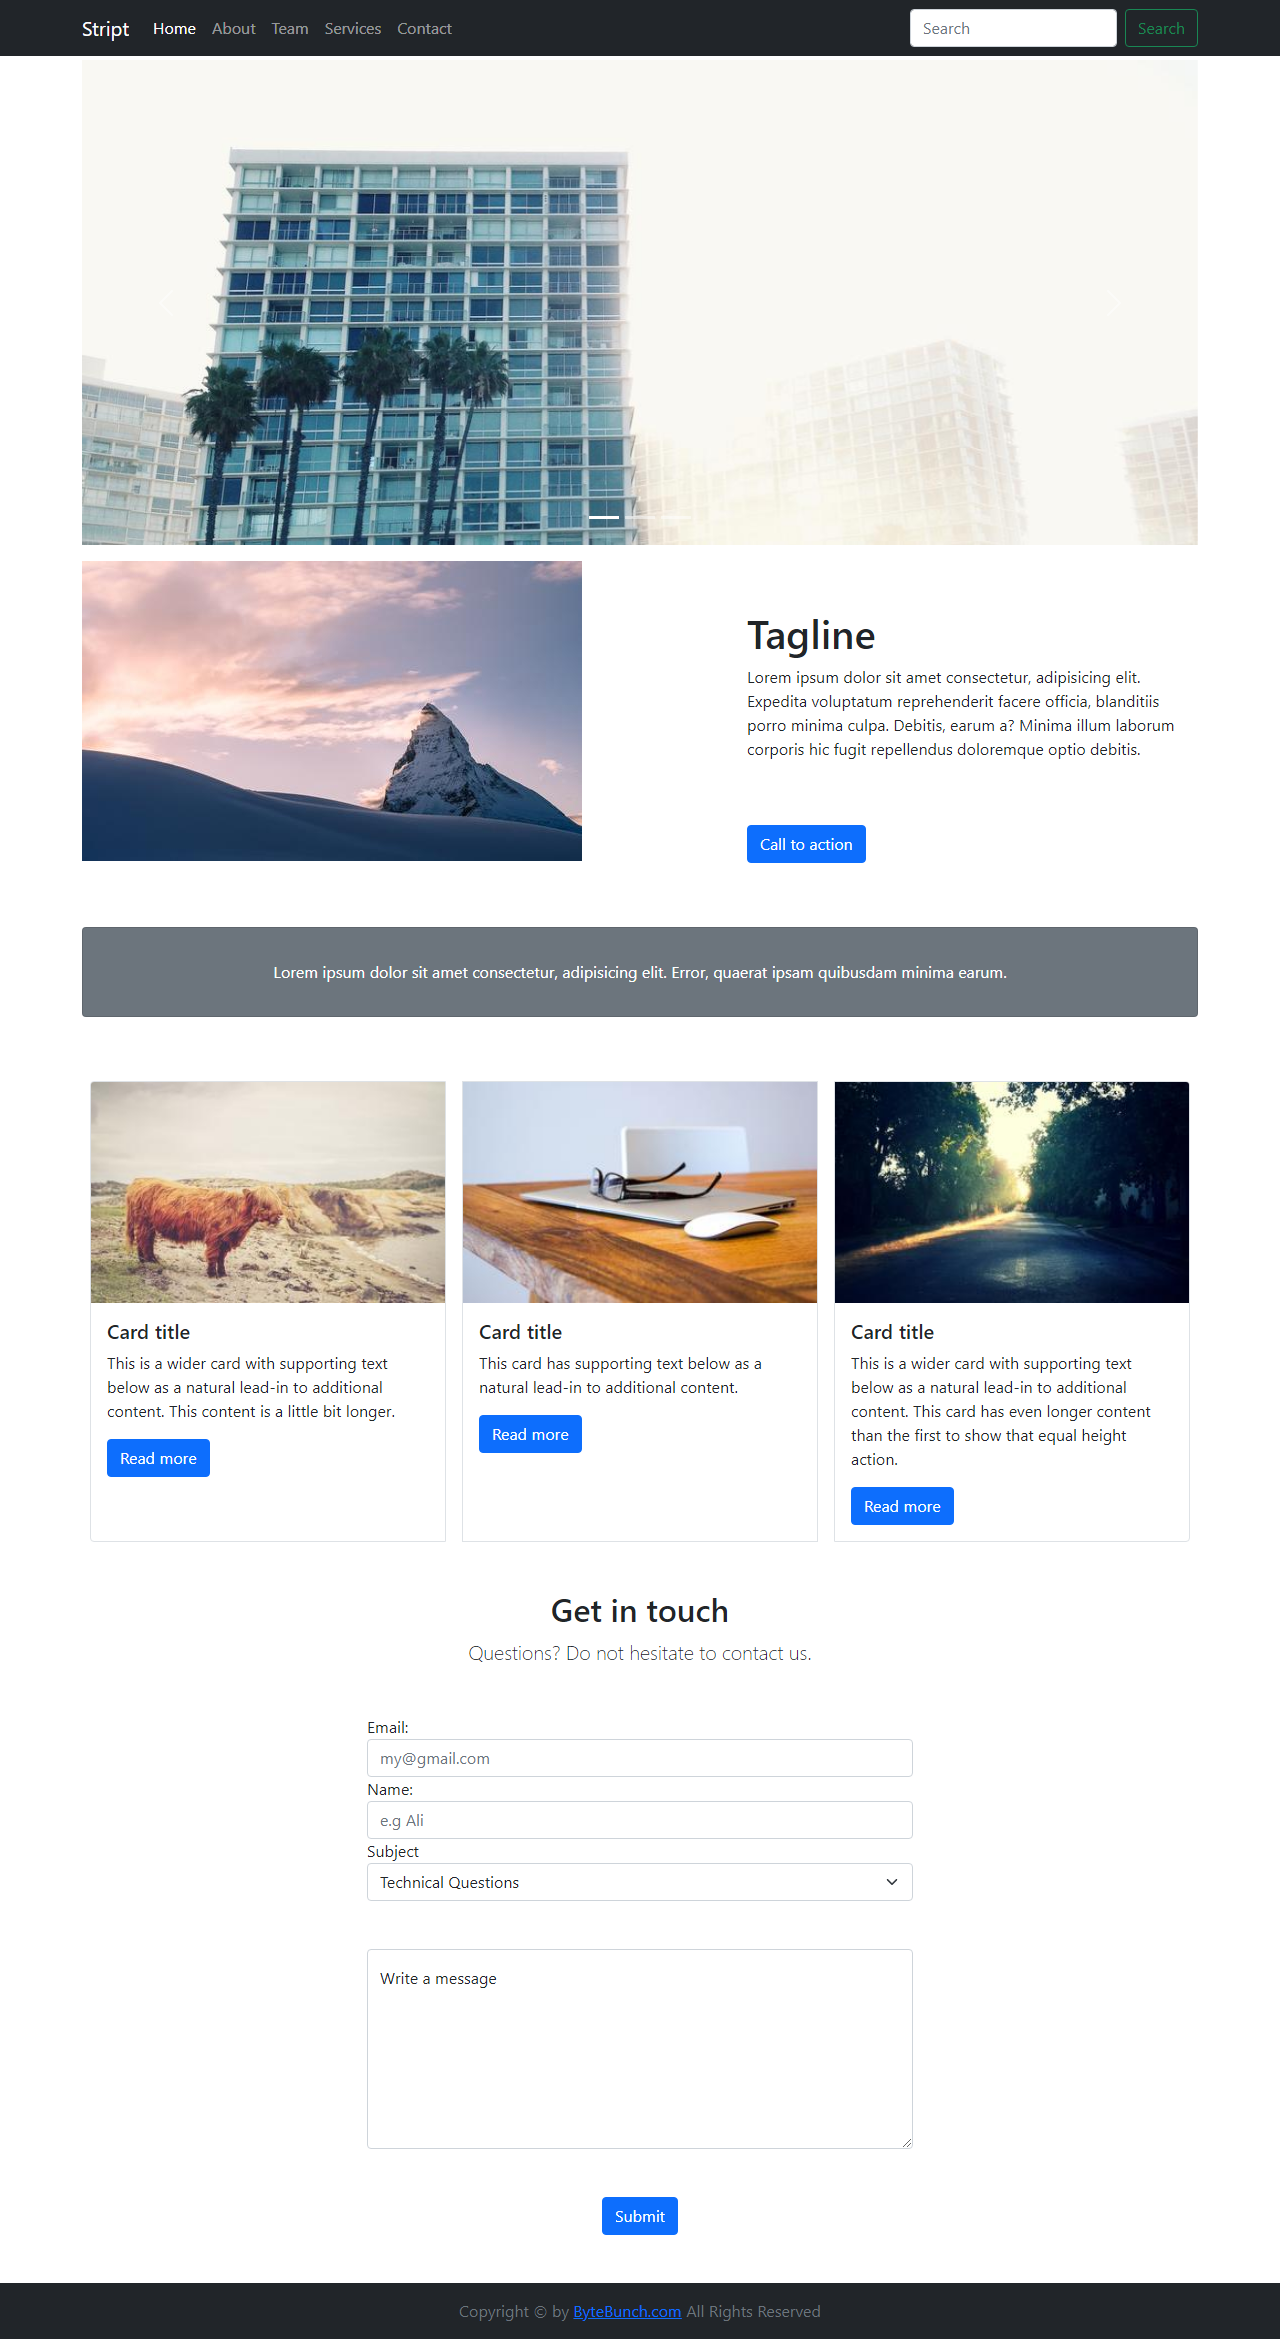 Stript Home About Team Services Contact Search Search
Tagline
Lorem ipsum dolor sit amet consectetur, adipisicing elit.
Expedita voluptatum reprehenderit facere officia, blanditiis
porro minima culpa. Debitis, earum a? Minima illum laborum
corporis hic fugit repellendus doloremque optio debitis.
Call to action
Lorem ipsum dolor sit amet consectetur, adipisicing elit. Error, quaerat ipsam quibusdam minima earum.
Card title
This is a wider card with supporting text
below as a natural lead-in to additional
content. This content is a little bit longer.
Read more
Card title
This card has supporting text below as a
natural lead-in to additional content.
Read more
Card title
This is a wider card with supporting text
below as a natural lead-in to additional
content. This card has even longer content
than the first to show that equal height
action.
Read more
Get in touch
Questions? Do not hesitate to contact us.
Email:
my@gmail.com
Name:
e.g Ali
Subject
Technical Questions
Write a message
Submit
Copyright © by ByteBunch.com All Rights Reserved